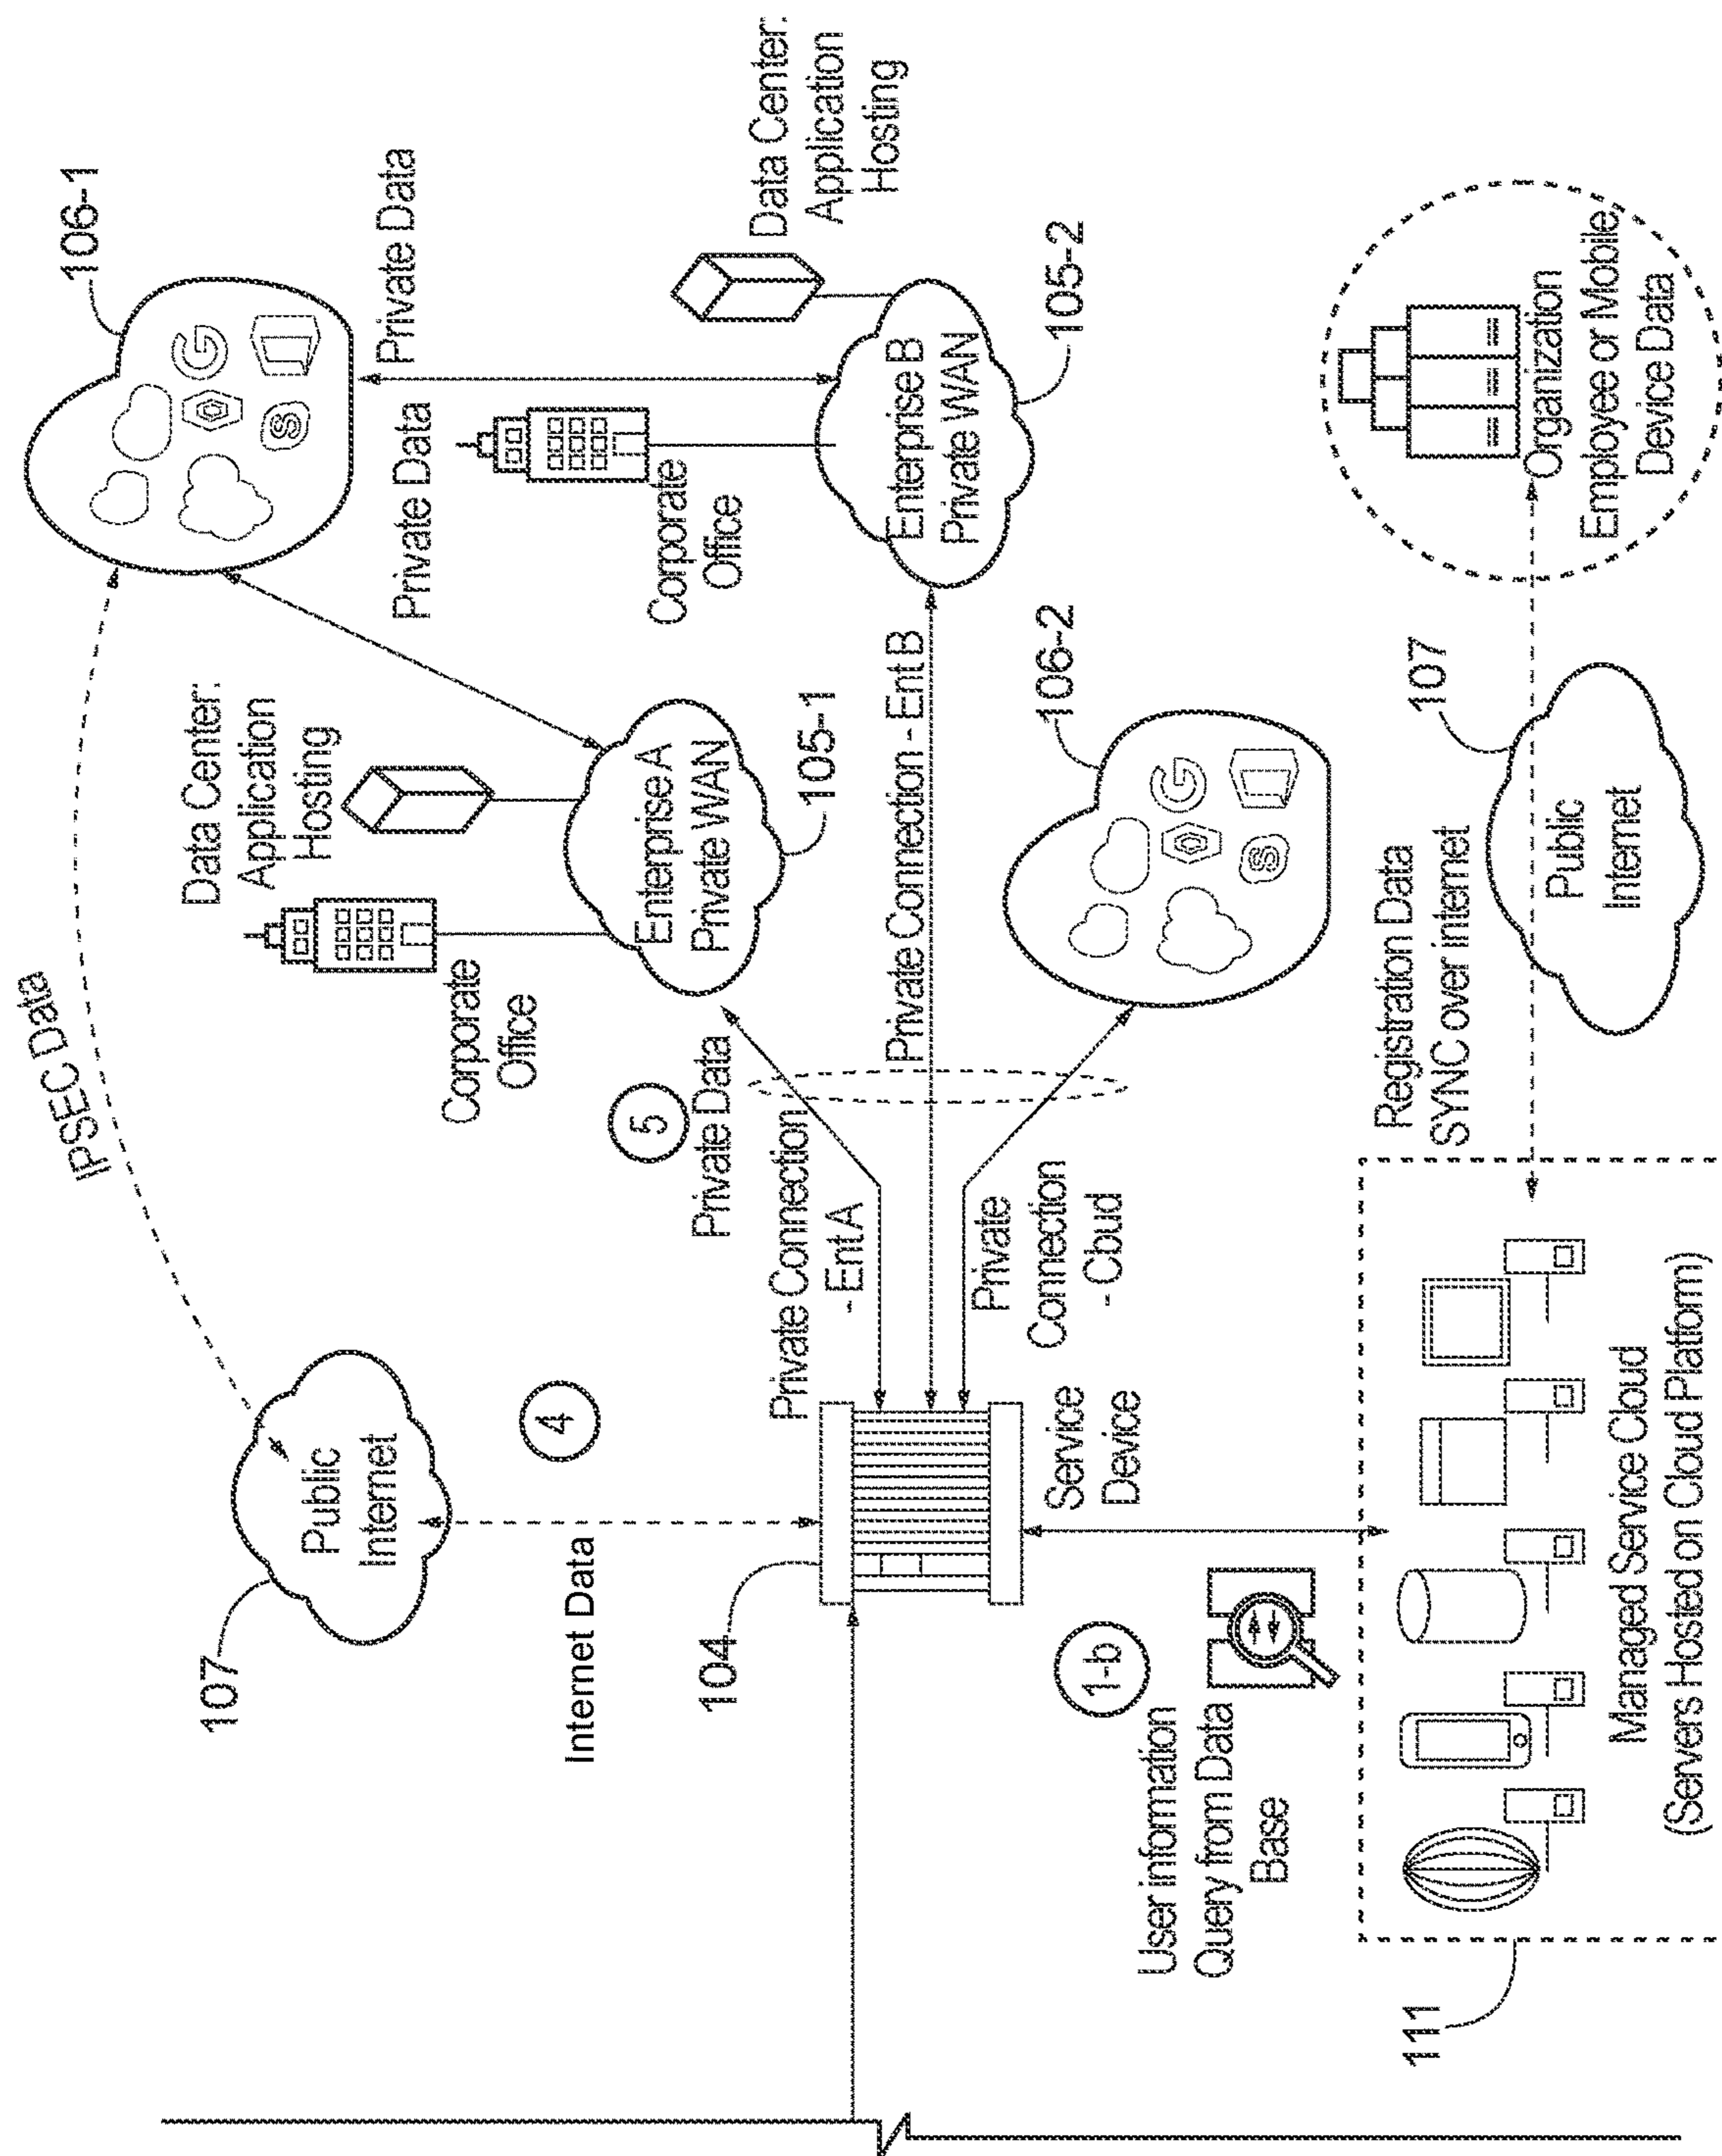 106-1
IPSEC Data
107
Public
Internet
Data Center:
Application
Hosting
Private Data
Private Data
4
Internet Data
Corporate
Office
Enterprise A
Private WAN
105-1
Corporate
Office
Data Center:
Application
Hosting
Enterprise B
Private WAN
105-2
5
Private Data
Private Connection
- Ent A
Private Connection - Ent B
104
Private
Connection
- Cbud
106-2
G
S
G
S
Service
Device
1-b
User information
Query from Data
Base
Registration Data
SYNC over internet
107
Public
Internet
Organization
Employee or Mobile
Device Data
111
Managed Service Cloud
(Servers Hosted on Cloud Platform)